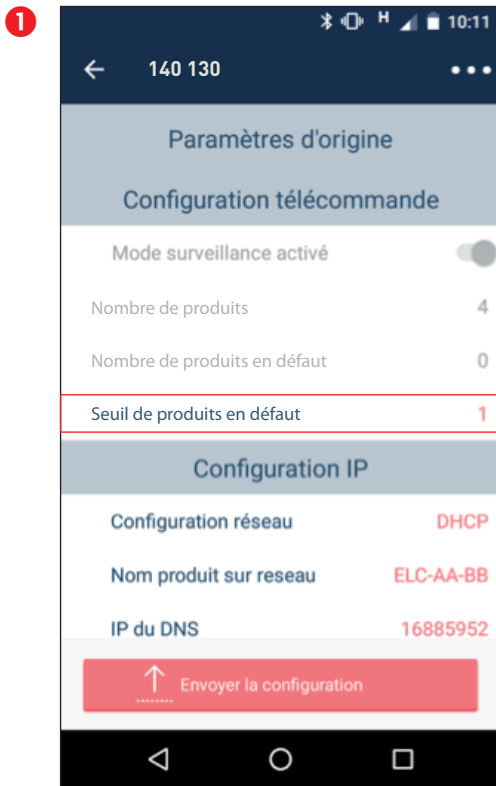 1
H 10:11
140 130
Paramètres d'origine
Configuration télécommande
Mode surveillance activé
Nombre de produits 4
Nombre de produits en défaut 0
Seuil de produits en défaut 1
Configuration IP
Configuration réseau DHCP
Nom produit sur reseau ELC-AA-BB
IP du DNS 16885952
Envoyer la configuration